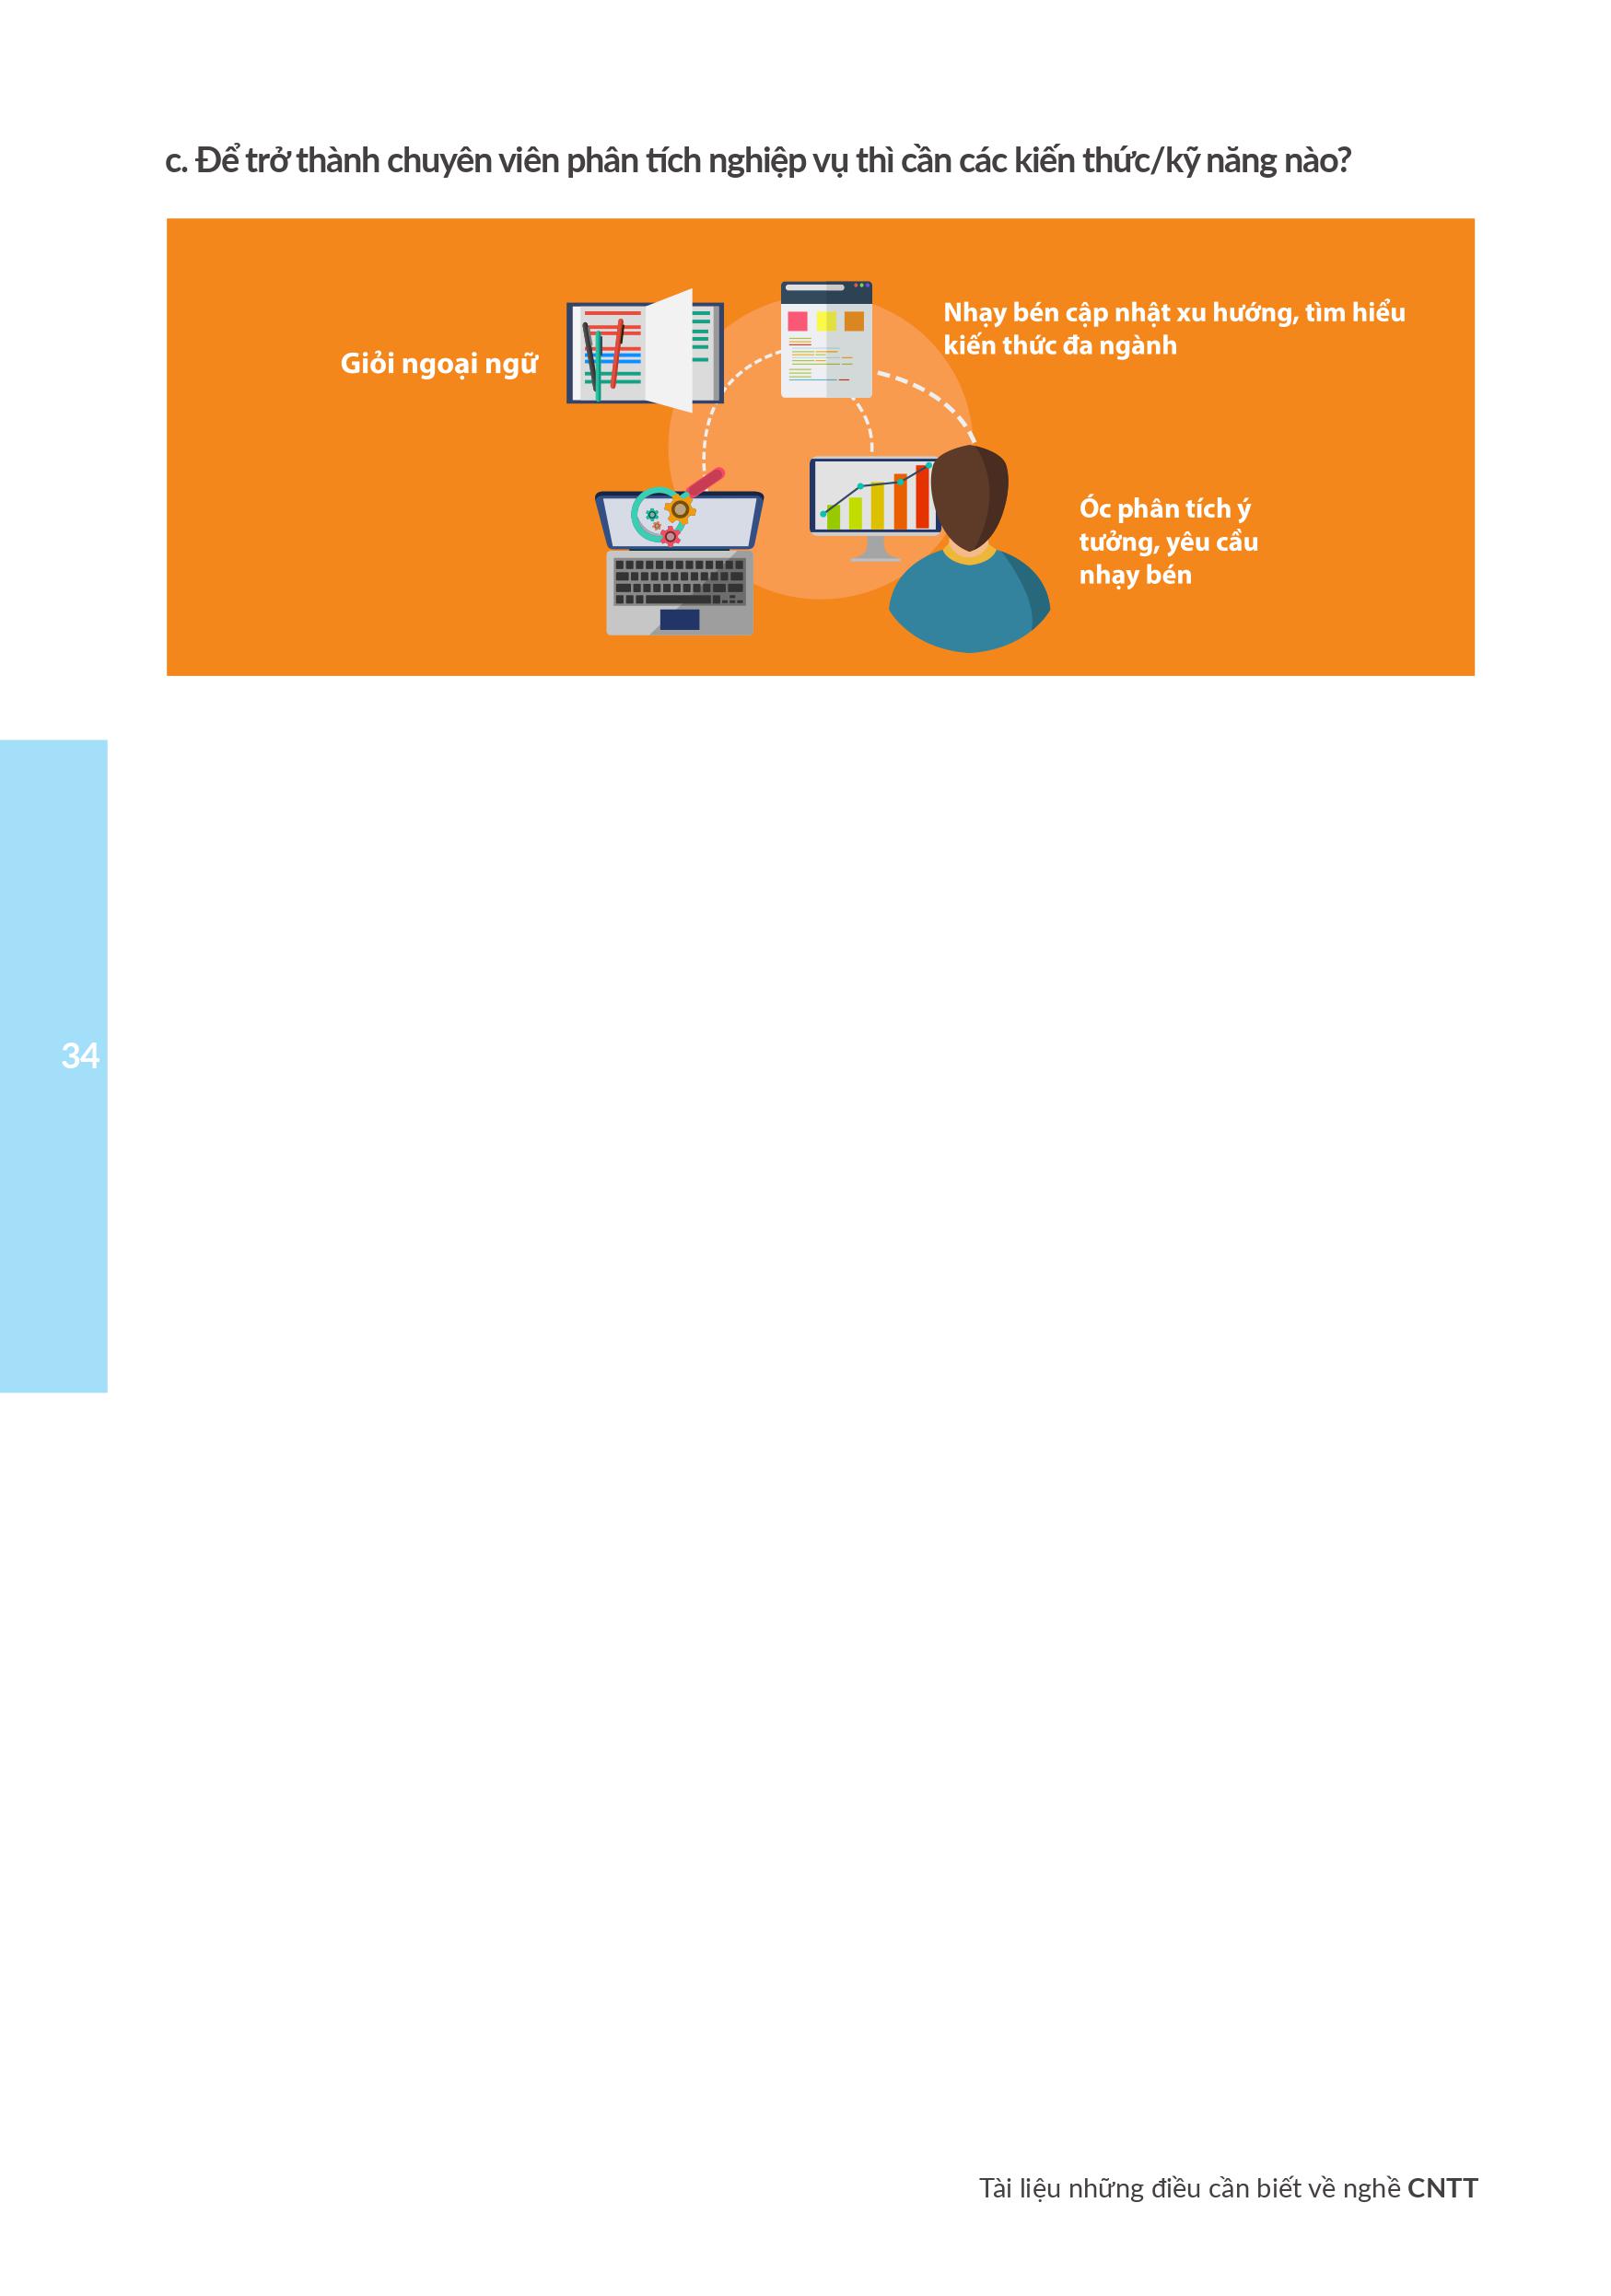 c. Để trở thành chuyên viên phân tích nghiệp vụ thì cần các kiến thức/kỹ năng nào?
Giỏi ngoại ngữ
Nhạy bén cập nhật xu hướng, tìm hiểu
kiến thức đa ngành
Óc phân tích ý
tưởng, yêu cầu
nhạy bén
34
Tài liệu những điều cần biết về nghề CNTT